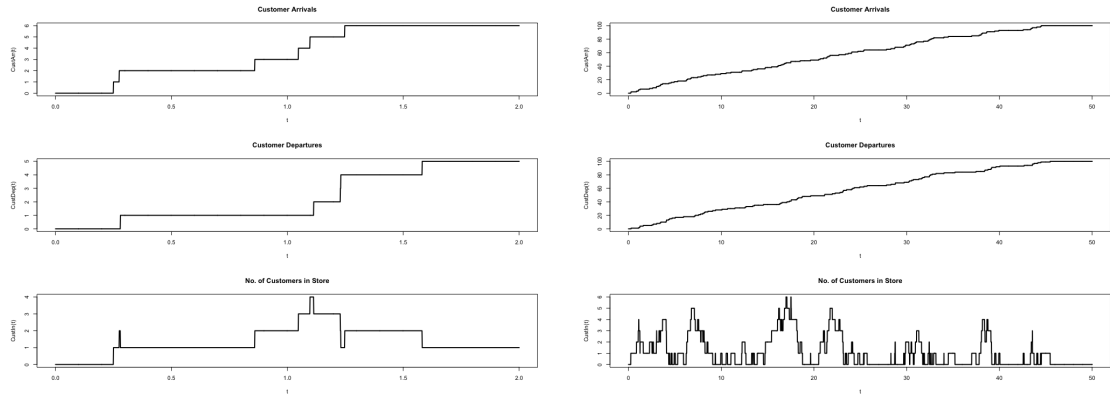 Customer Arrivals
CustArr(t)
0 1 2 3 4 5 6
0.0 0.5 1.0 1.5 2.0
t
Customer Departures
CustDep(t)
0 1 2 3 4 5
0.0 0.5 1.0 1.5 2.0
t
No. of Customers in Store
CustIn(t)
0 1 2 3 4
0.0 0.5 1.0 1.5 2.0
t
Customer Arrivals
CustArr(t)
0 20 40 60 80 100
0 10 20 30 40 50
t
Customer Departures
CustDep(t)
0 20 40 60 80 100
0 10 20 30 40 50
t
No. of Customers in Store
CustIn(t)
0 1 2 3 4 5 6
0 10 20 30 40 50
t